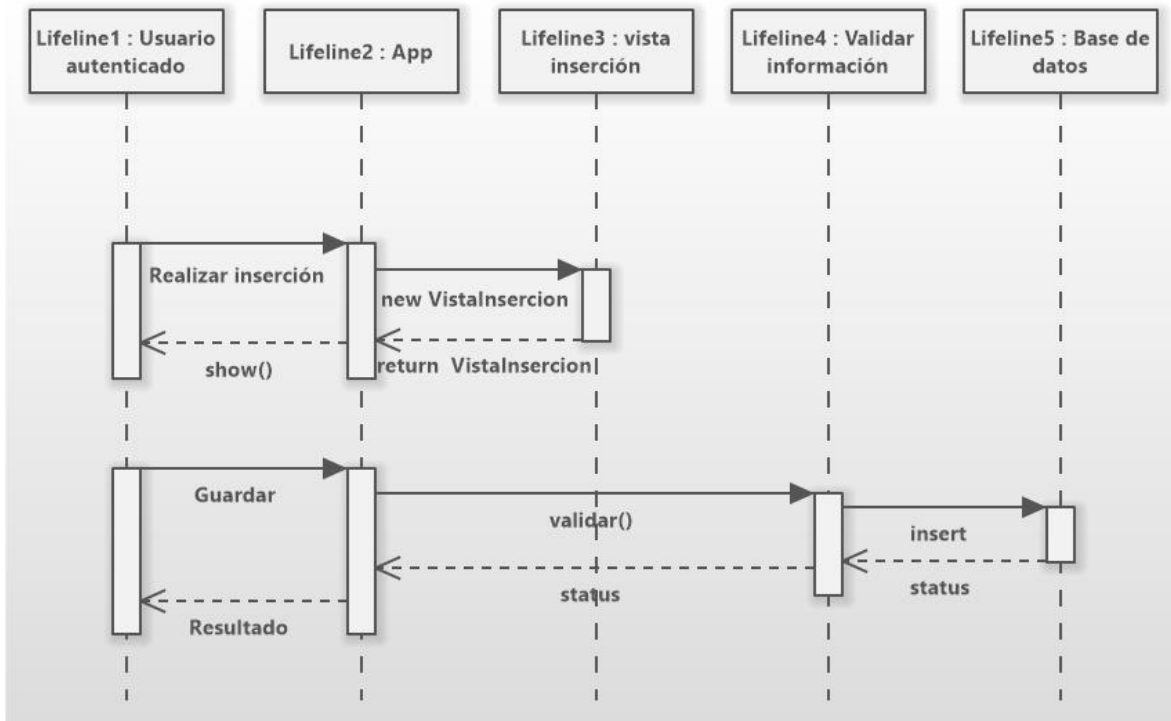 Lifeline1 : Usuario
autenticado
Lifeline2 : App
Lifeline3 : vista
inserción
Lifeline4 : Validar
información
Lifeline5 : Base de
datos
Realizar inserción
new VistaInsercion
return VistaInsercion
show()
Guardar
validar()
insert
status
status
Resultado